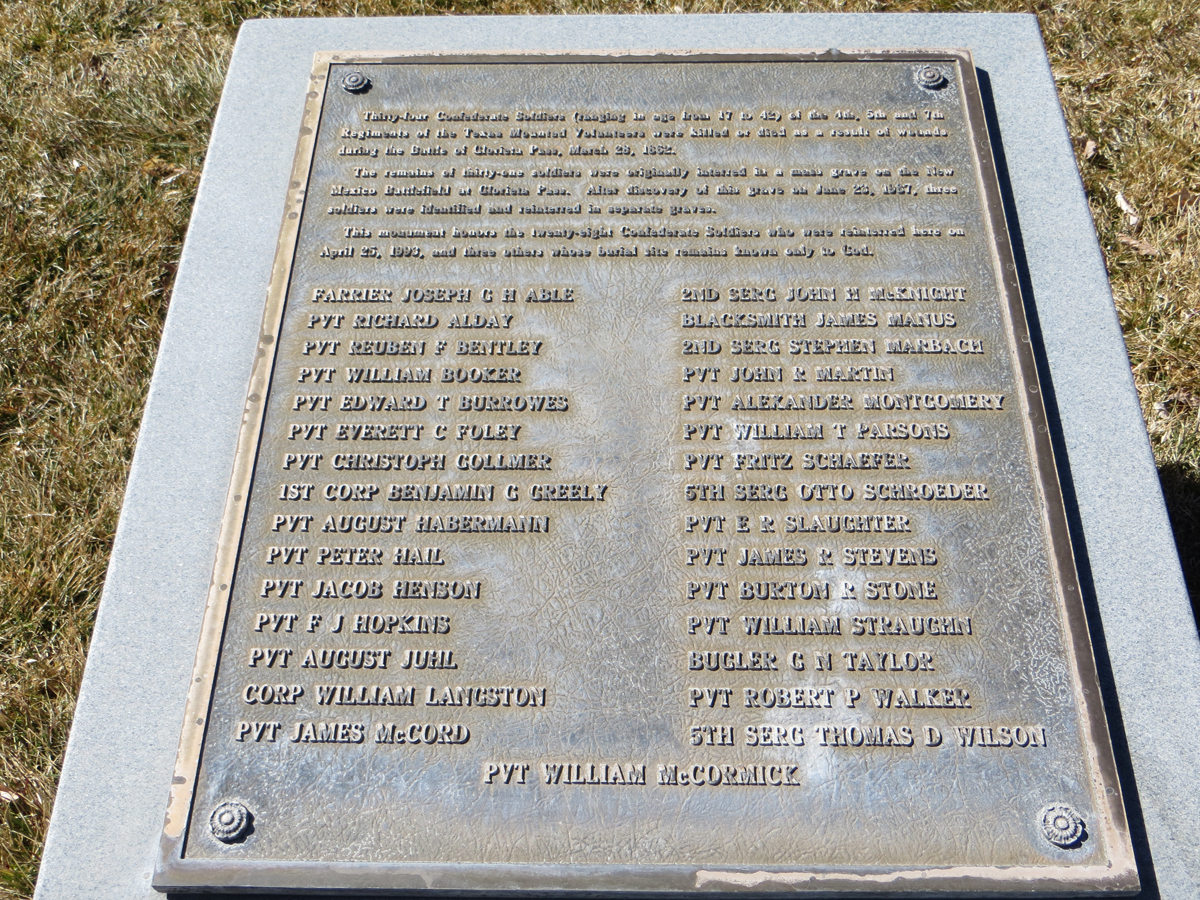 Thirty-four Confederate Soldiers (ranging in age from 17 to 42) of the 4th, 5th and 7th
Regiments of the Texas Mounted Volunteers were killed or died as a result of wounds
during the Battle of Glorieta Pass, March 28, 1862.
The remains of thirty-one soldiers were originally interred in a mass grave on the New
Mexico Battlefield at Glorieta Pass. After discovery of this grave on June 23, 1987, three
soldiers were identified and reinterred in separate graves.
This monument honors the twenty-eight Confederate Soldiers who were reinterred here on
April 25, 1993, and three others whose burial site remains known only to God.
FARRIER JOSEPH G H ABLE
PVT RICHARD ALDAY
PVT REUBEN F BENTLEY
PVT WILLIAM BOOKER
PVT EDWARD T BURROWES
PVT EVERETT C FOLEY
PVT CHRISTOPH GOLLMER
1ST CORP BENJAMIN G GREELY
PVT AUGUST HABERMANN
PVT PETER HAIL
PVT JACOB HENSON
PVT F J HOPKINS
PVT AUGUST JUHL
CORP WILLIAM LANGSTON
PVT JAMES McCORD
2ND SERG JOHN H McKNIGHT
BLACKSMITH JAMES MANUS
2ND SERG STEPHEN MARBACH
PVT JOHN R MARTIN
PVT ALEXANDER MONTGOMERY
PVT WILLIAM T PARSONS
PVT FRITZ SCHAEFER
5TH SERG OTTO SCHROEDER
PVT E R SLAUGHTER
PVT JAMES R STEVENS
PVT BURTON R STONE
PVT WILLIAM STRAUGHN
BUGLER G N TAYLOR
PVT ROBERT P WALKER
5TH SERG THOMAS D WILSON
PVT WILLIAM McCORMICK